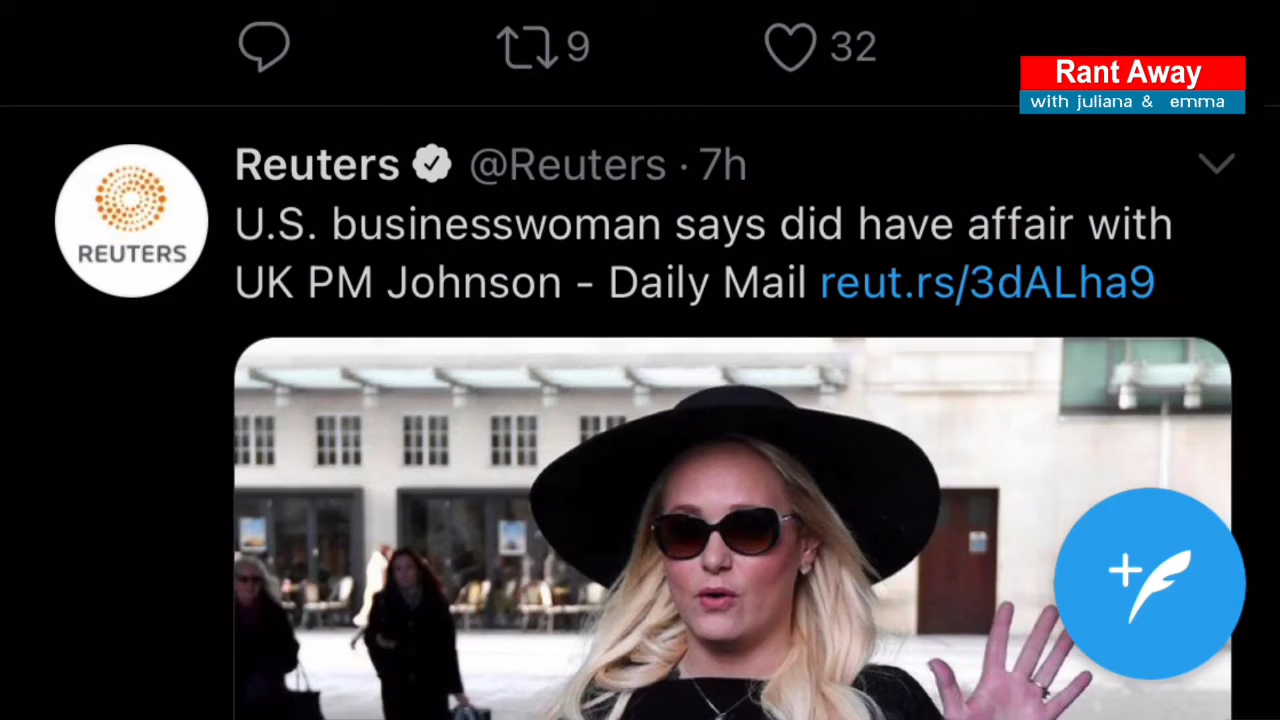 9
32
Rant Away
with juliana & emma
REUTERS
Reuters @Reuters · 7h
U.S. businesswoman says did have affair with
UK PM Johnson - Daily Mail reut.rs/3dALha9